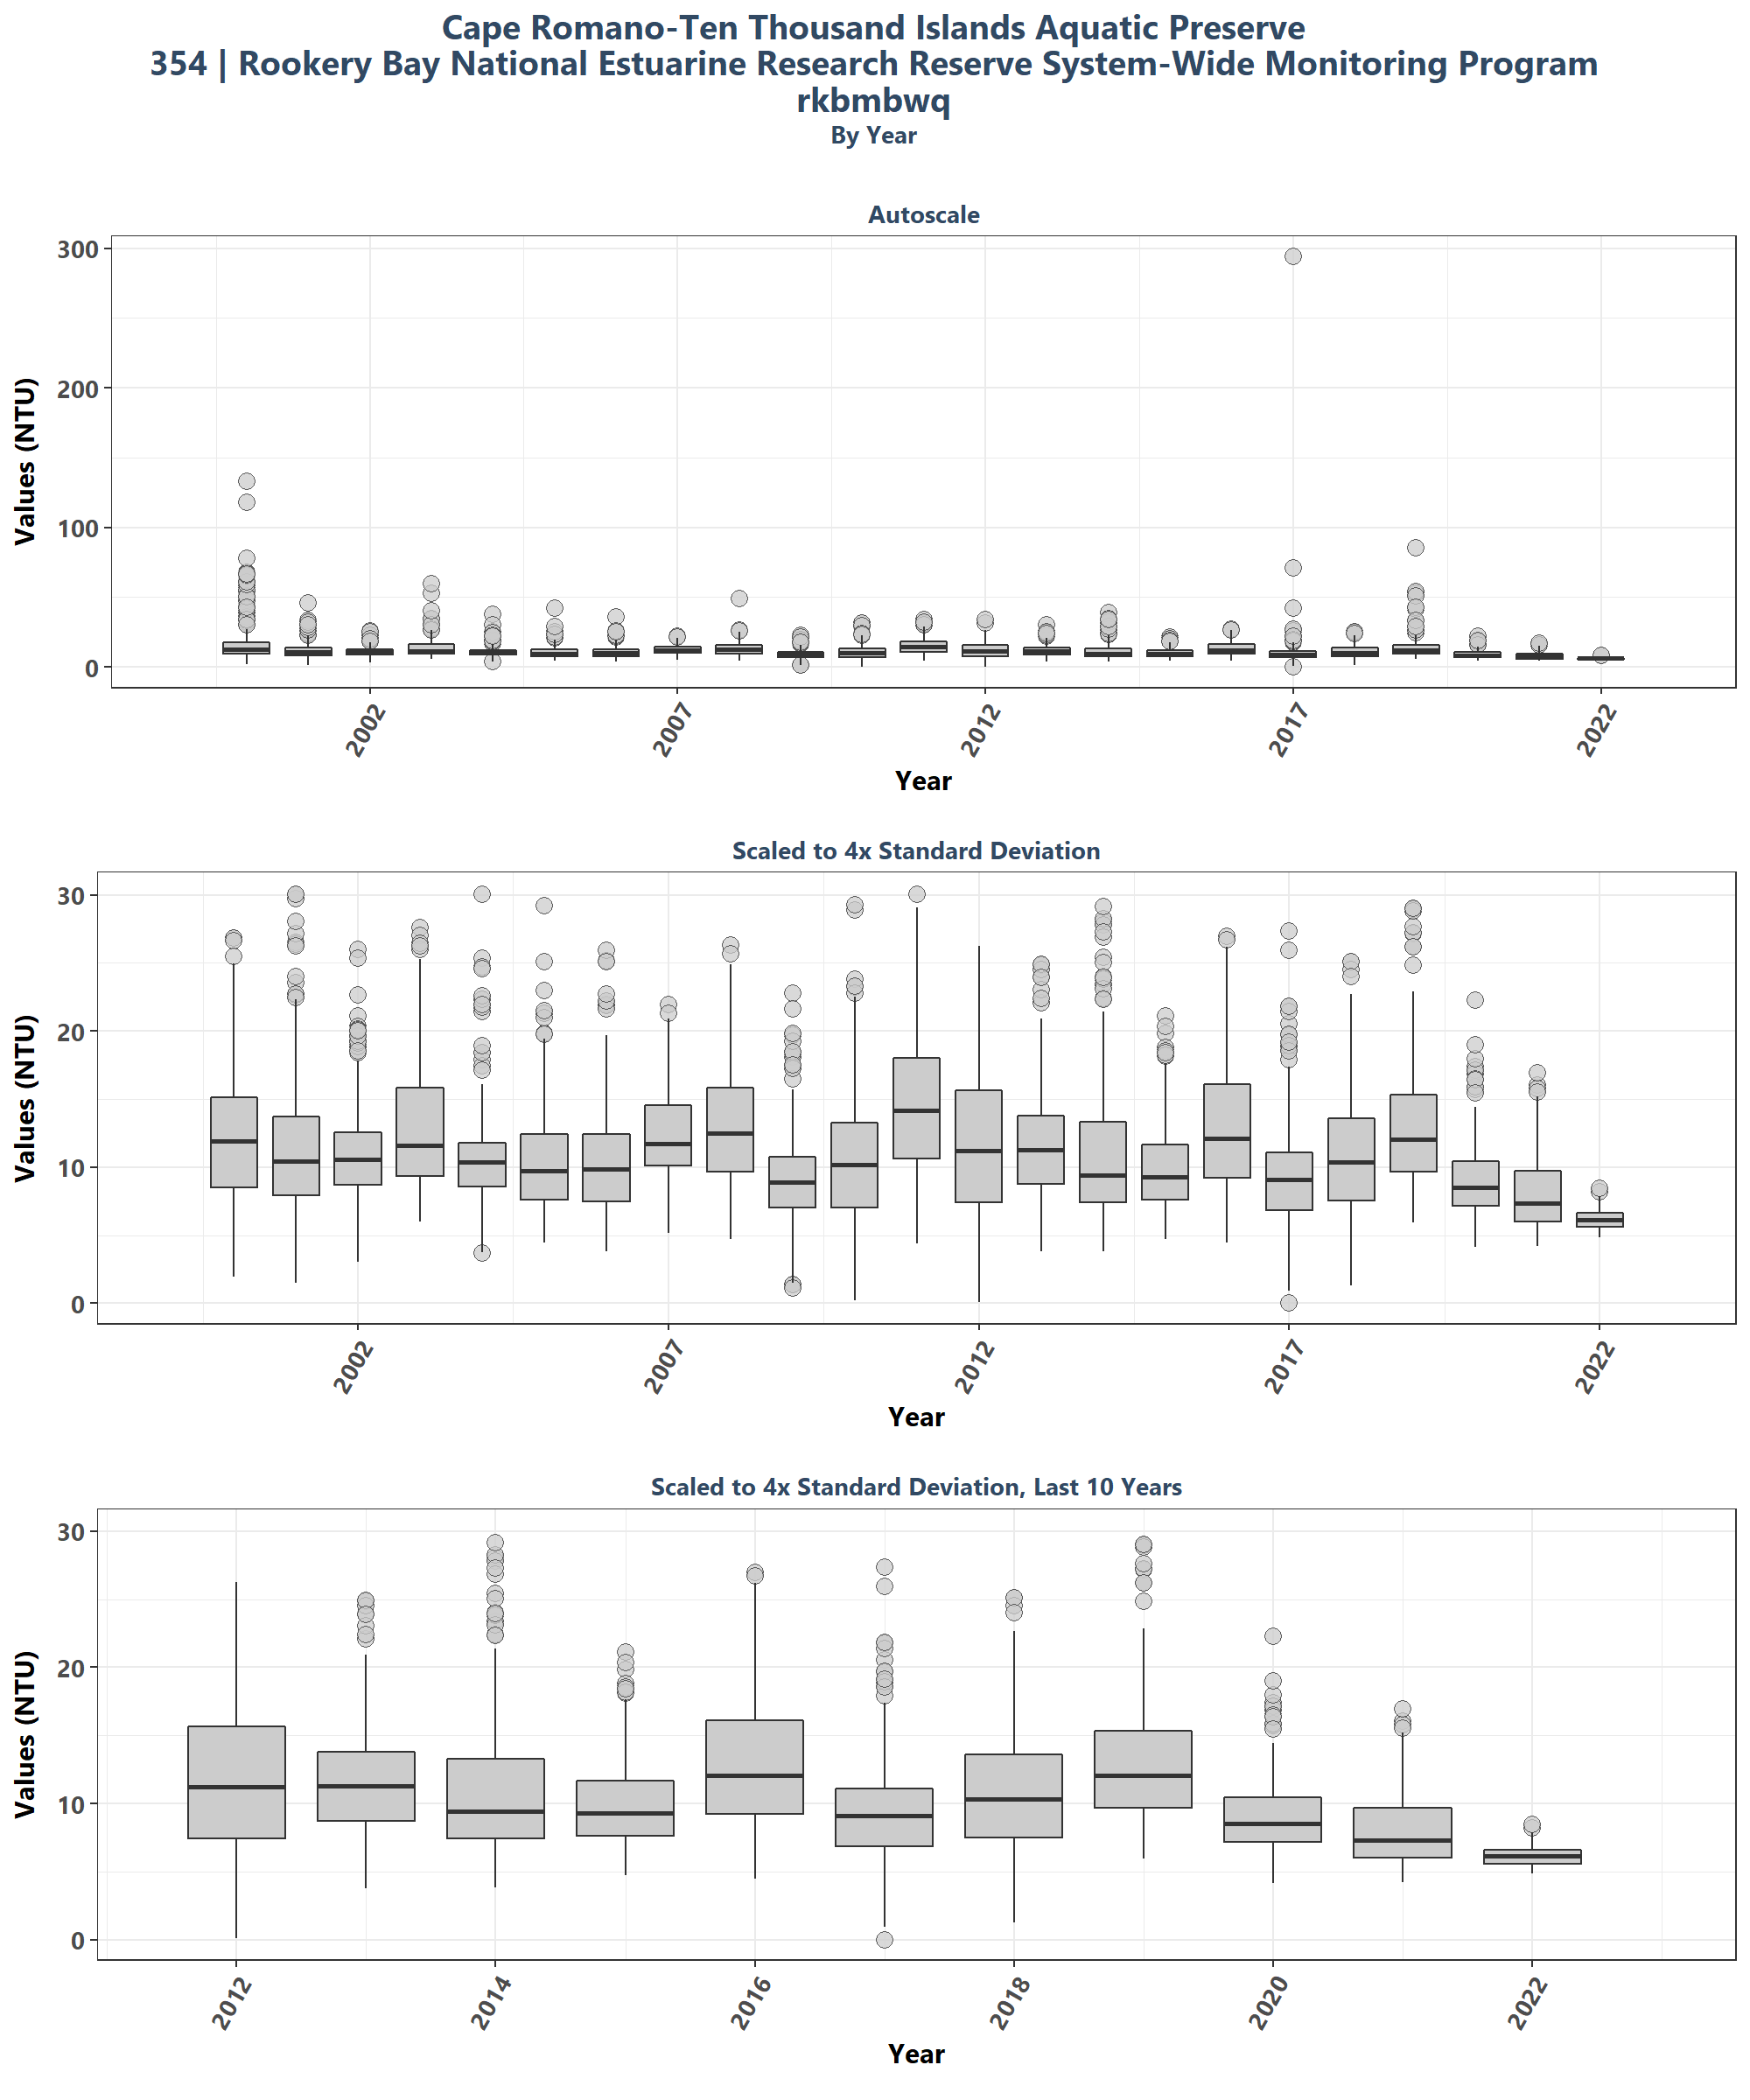 Cape Romano-Ten Thousand Islands Aquatic Preserve
354 | Rookery Bay National Estuarine Research Reserve System-Wide Monitoring Program
rkbmbwq
By Year
Autoscale
Values (NTU)
300
200
100
0
2002
2007
2012
2017
2022
Year
Scaled to 4x Standard Deviation
Values (NTU)
30
20
10
0
2002
2007
2012
2017
2022
Year
Scaled to 4x Standard Deviation, Last 10 Years
Values (NTU)
30
20
10
0
2012
2014
2016
2018
2020
2022
Year